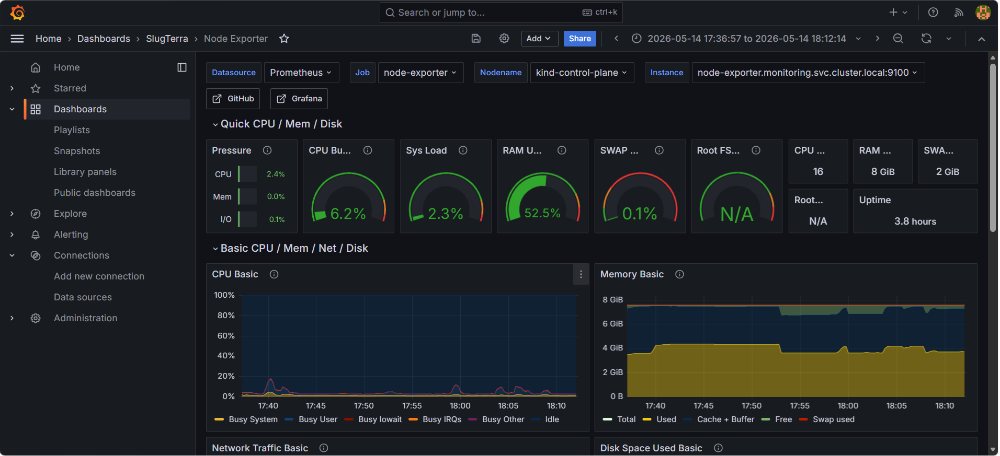 Search or jump to... ctrl+k
Home › Dashboards › SlugTerra › Node Exporter Add Share 2026-05-14 17:36:57 to 2026-05-14 18:12:14
Home
Starred
Dashboards
Playlists
Snapshots
Library panels
Public dashboards
Explore
Alerting
Connections
Add new connection
Data sources
Administration
Datasource Prometheus Job node-exporter Nodename kind-control-plane Instance node-exporter.monitoring.svc.cluster.local:9100
GitHub Grafana
Quick CPU / Mem / Disk
Pressure
CPU 2.4%
Mem 0.0%
I/O 0.1%
CPU Bu...
6.2%
Sys Load
2.3%
RAM U...
52.5%
SWAP ...
0.1%
Root FS...
N/A
CPU ...
16
RAM ...
8 GiB
SWA...
2 GiB
Root...
N/A
Uptime
3.8 hours
Basic CPU / Mem / Net / Disk
CPU Basic
100%
80%
60%
40%
20%
0%
17:40 17:45 17:50 17:55 18:00 18:05 18:10
Busy System Busy User Busy Iowait Busy IRQs Busy Other Idle
Memory Basic
8 GiB
6 GiB
4 GiB
2 GiB
0 B
17:40 17:45 17:50 17:55 18:00 18:05 18:10
Total Used Cache + Buffer Free Swap used
Network Traffic Basic
Disk Space Used Basic